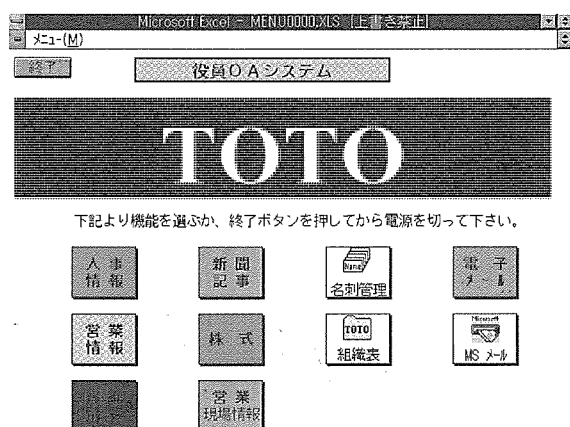 Microsoft Excel - MENU0000.XLS [上書き禁止]
メニュー(M)
終了
役員OAシステム
TOTO
下記より機能を選ぶか、終了ボタンを押してから電源を切って下さい。
人事
情報
新聞
記事
Name
名刺管理
電子
メール
営業
情報
株式
TOTO
組織表
Microsoft
MS メール
営業
現場情報